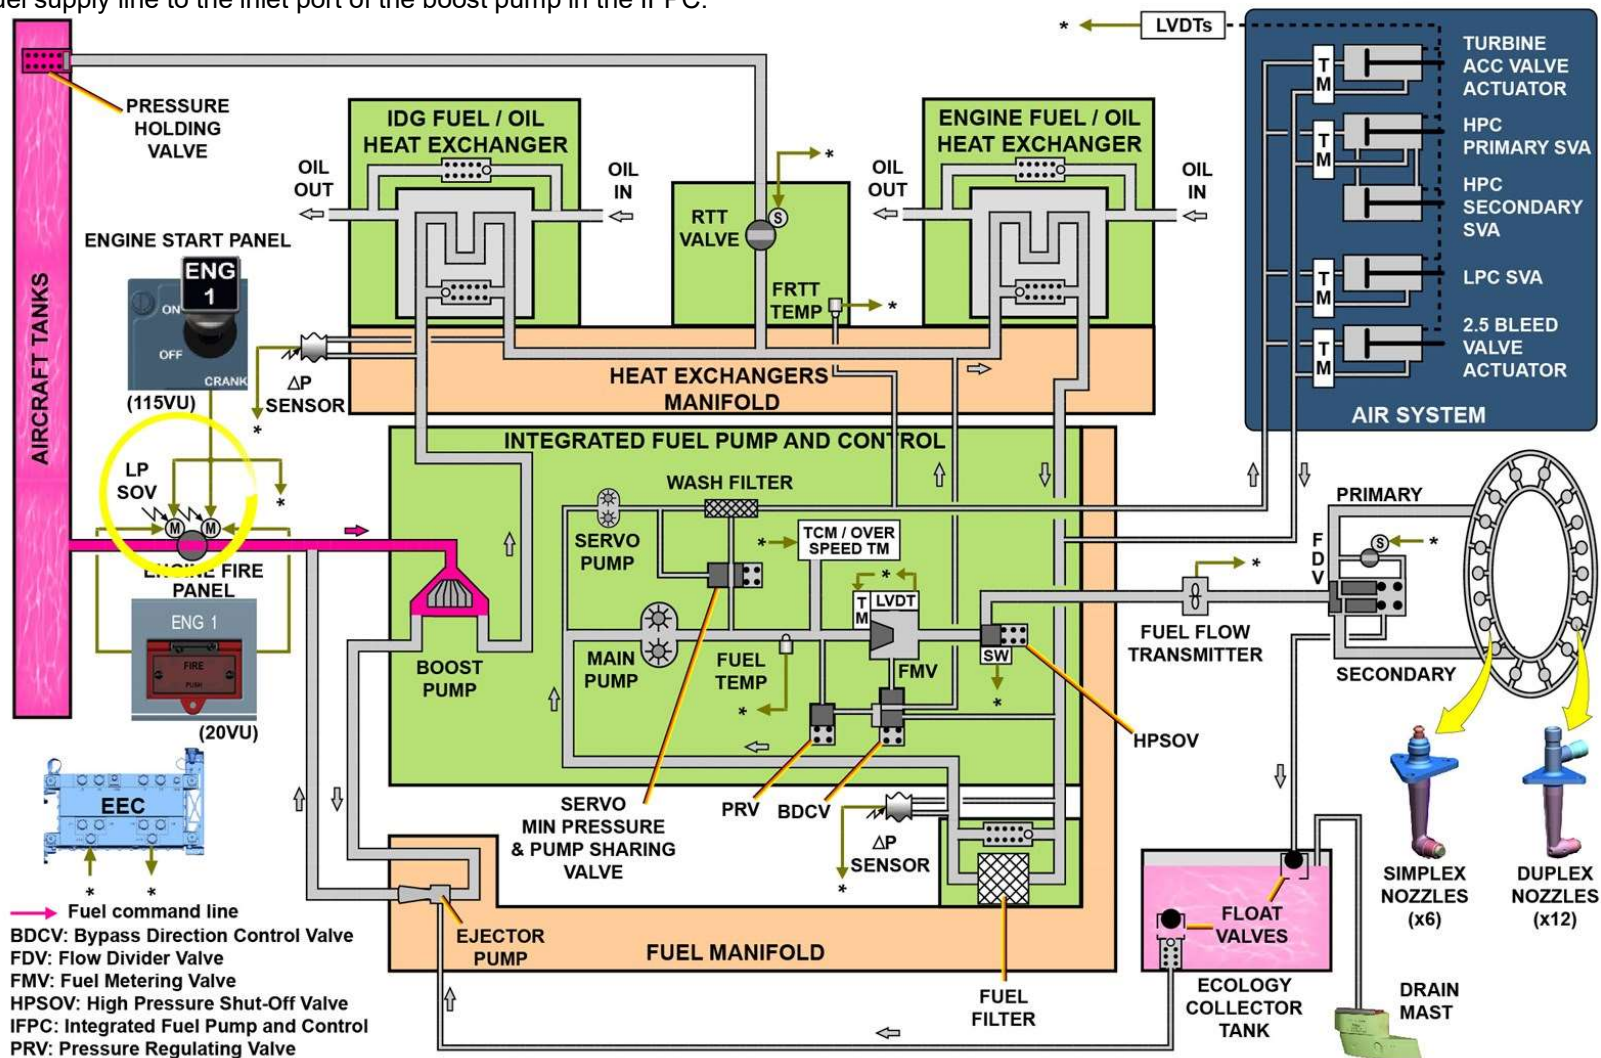 fuel supply line to the inlet port of the boost pump in the IFPC.
* LVDTs
PRESSURE
HOLDING
VALVE
AIRCRAFT TANKS
IDG FUEL / OIL
HEAT EXCHANGER
OIL
OUT
OIL
IN
RTT
VALVE
S
*
FRTT
TEMP
*
ENGINE FUEL / OIL
HEAT EXCHANGER
OIL
OUT
OIL
IN
TM
TURBINE
ACC VALVE
ACTUATOR
TM
HPC
PRIMARY SVA
HPC
SECONDARY
SVA
TM
LPC SVA
TM
2.5 BLEED
VALVE
ACTUATOR
AIR SYSTEM
ENGINE START PANEL
ENG
1
ON
OFF
CRANK
(115VU)
ΔP
SENSOR
*
HEAT EXCHANGERS
MANIFOLD
LP
SOV
M
M
*
ENGINE FIRE
PANEL
ENG 1
FIRE
PUSH
(20VU)
INTEGRATED FUEL PUMP AND CONTROL
WASH FILTER
SERVO
PUMP
* TCM / OVER
SPEED TM
*
TM
LVDT
MAIN
PUMP
FUEL
TEMP
*
FMV
SW
*
BOOST
PUMP
HPSOV
PRIMARY
FDV
S
*
*
FUEL FLOW
TRANSMITTER
SECONDARY
EEC
*
*
SERVO
MIN PRESSURE
& PUMP SHARING
VALVE
PRV
BDCV
ΔP
SENSOR
*
EJECTOR
PUMP
FUEL MANIFOLD
FUEL
FILTER
FLOAT
VALVES
ECOLOGY
COLLECTOR
TANK
DRAIN
MAST
SIMPLEX
NOZZLES
(x6)
DUPLEX
NOZZLES
(x12)
Fuel command line
BDCV: Bypass Direction Control Valve
FDV: Flow Divider Valve
FMV: Fuel Metering Valve
HPSOV: High Pressure Shut-Off Valve
IFPC: Integrated Fuel Pump and Control
PRV: Pressure Regulating Valve